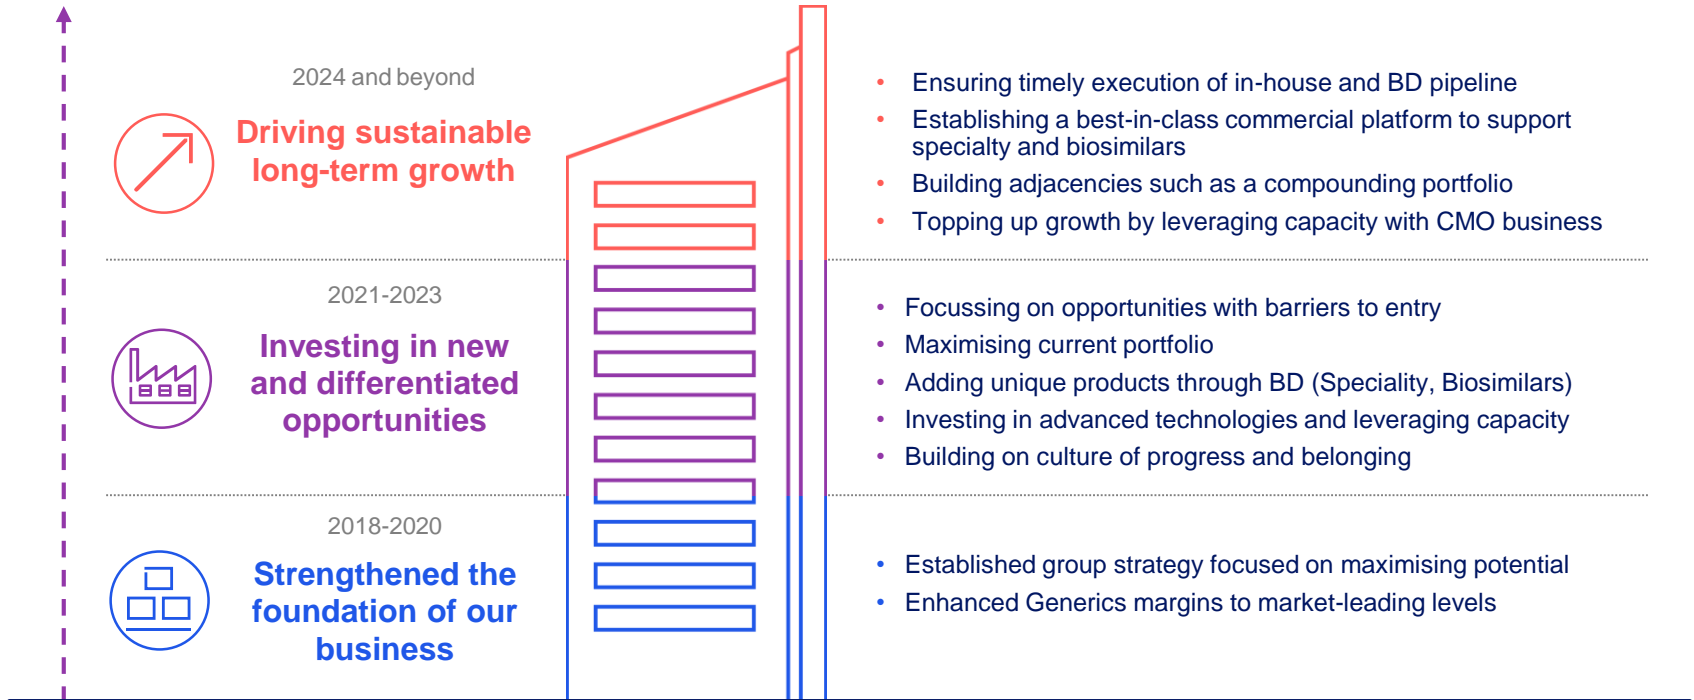 2024 and beyond
Driving sustainable
long-term growth
• Ensuring timely execution of in-house and BD pipeline
• Establishing a best-in-class commercial platform to support
specialty and biosimilars
• Building adjacencies such as a compounding portfolio
• Topping up growth by leveraging capacity with CMO business
2021-2023
Investing in new
and differentiated
opportunities
• Focussing on opportunities with barriers to entry
• Maximising current portfolio
• Adding unique products through BD (Speciality, Biosimilars)
• Investing in advanced technologies and leveraging capacity
• Building on culture of progress and belonging
2018-2020
Strengthened the
foundation of our
business
• Established group strategy focused on maximising potential
• Enhanced Generics margins to market-leading levels